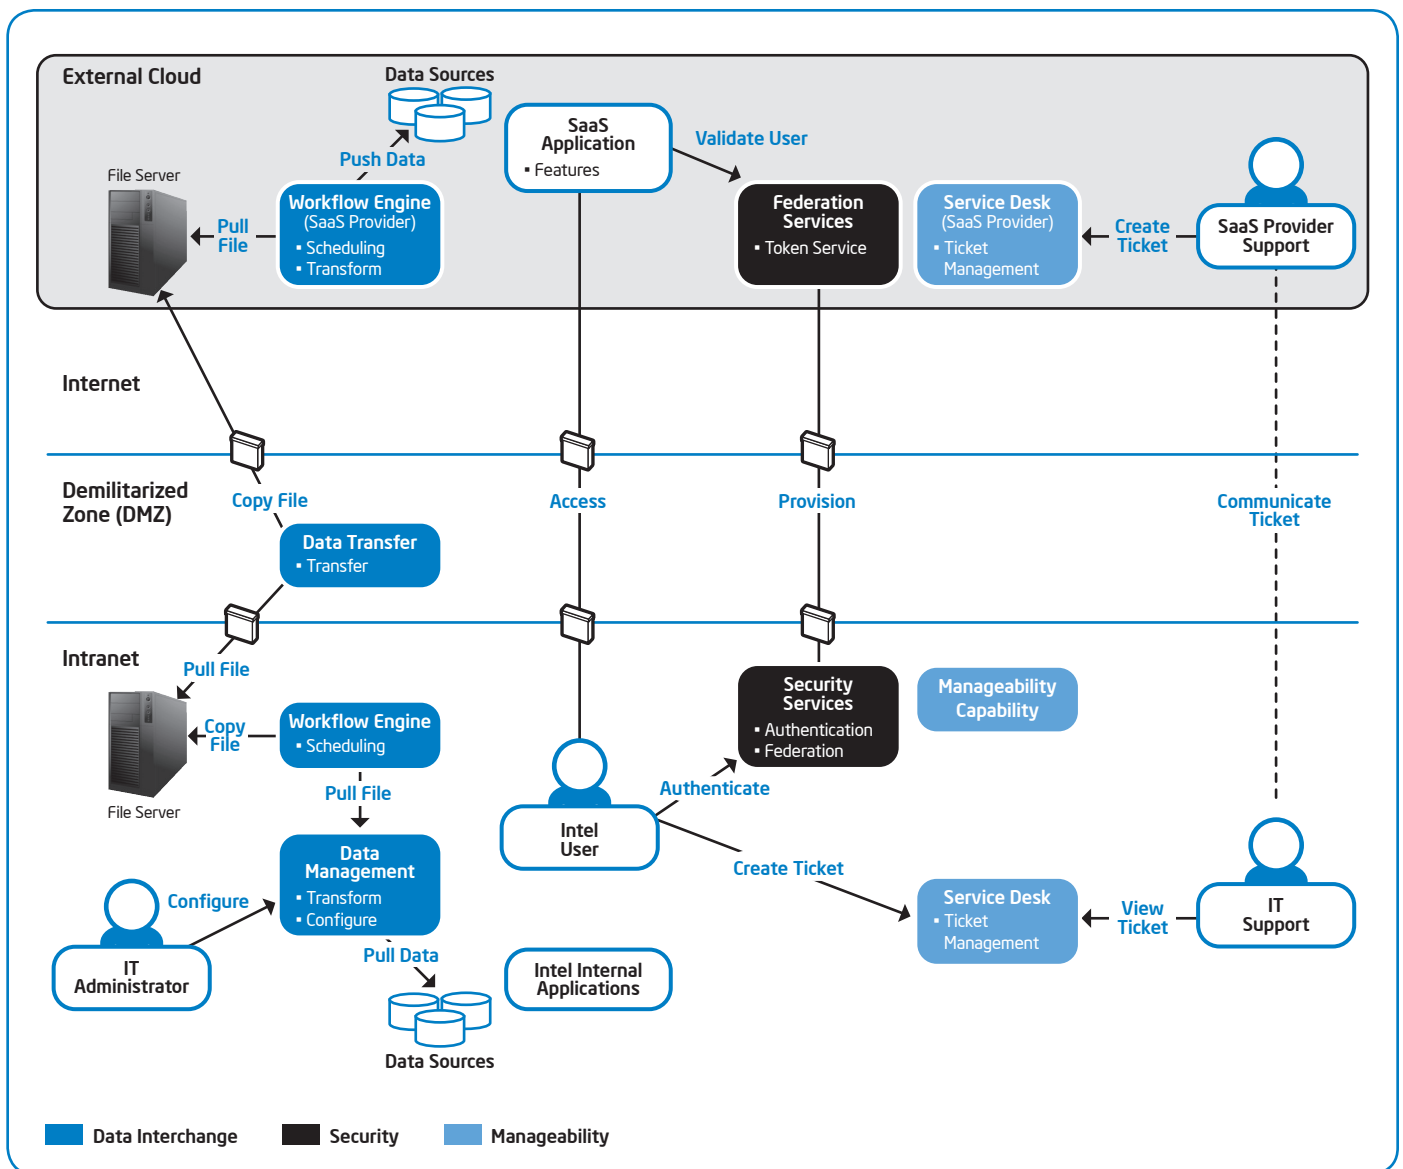 External Cloud
Data Sources
Push Data
File Server
Pull
File
Workflow Engine
(SaaS Provider)
▪ Scheduling
▪ Transform
SaaS
Application
▪ Features
Validate User
Federation
Services
▪ Token Service
Service Desk
(SaaS Provider)
▪ Ticket
Management
Create
Ticket
SaaS Provider
Support
Internet
Demilitarized
Zone (DMZ)
Copy File
Access
Provision
Communicate
Ticket
Data Transfer
▪ Transfer
Intranet
Pull File
File Server
Copy
File
Workflow Engine
▪ Scheduling
Pull File
Security
Services
▪ Authentication
▪ Federation
Manageability
Capability
Authenticate
Intel
User
Create Ticket
Data
Management
▪ Transform
▪ Configure
Configure
IT
Administrator
Pull Data
Data Sources
Intel Internal
Applications
Service Desk
▪ Ticket
Management
View
Ticket
IT
Support
Data Interchange
Security
Manageability